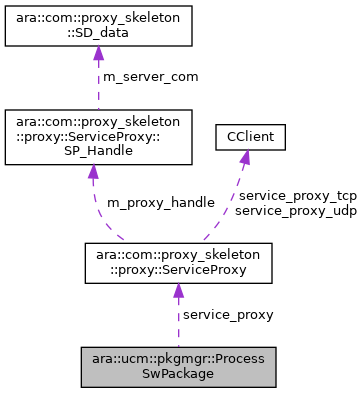 ara::com::proxy_skeleton
::SD_data
m_server_com
ara::com::proxy_skeleton
::proxy::ServiceProxy::
SP_Handle
CClient
m_proxy_handle
service_proxy_tcp
service_proxy_udp
ara::com::proxy_skeleton
::proxy::ServiceProxy
service_proxy
ara::ucm::pkgmgr::Process
SwPackage